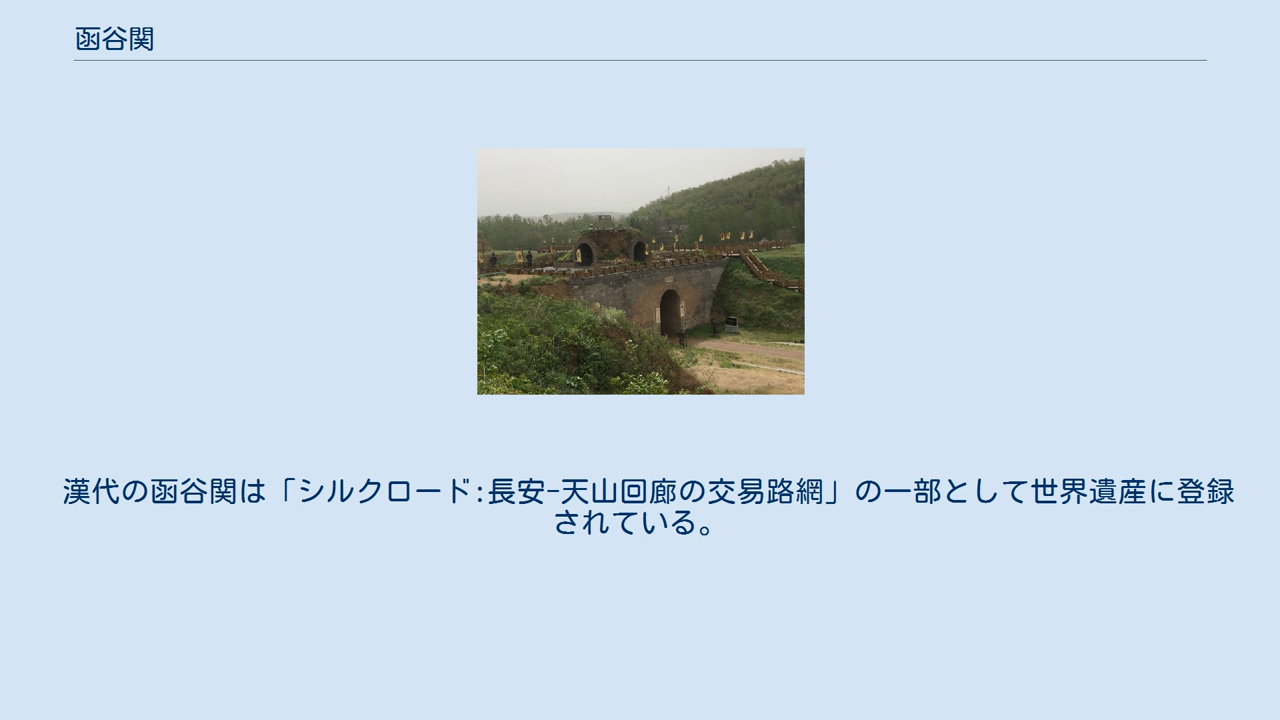 函谷関
漢代の函谷関は「シルクロード:長安-天山回廊の交易路網」の一部として世界遺産に登録
されている。